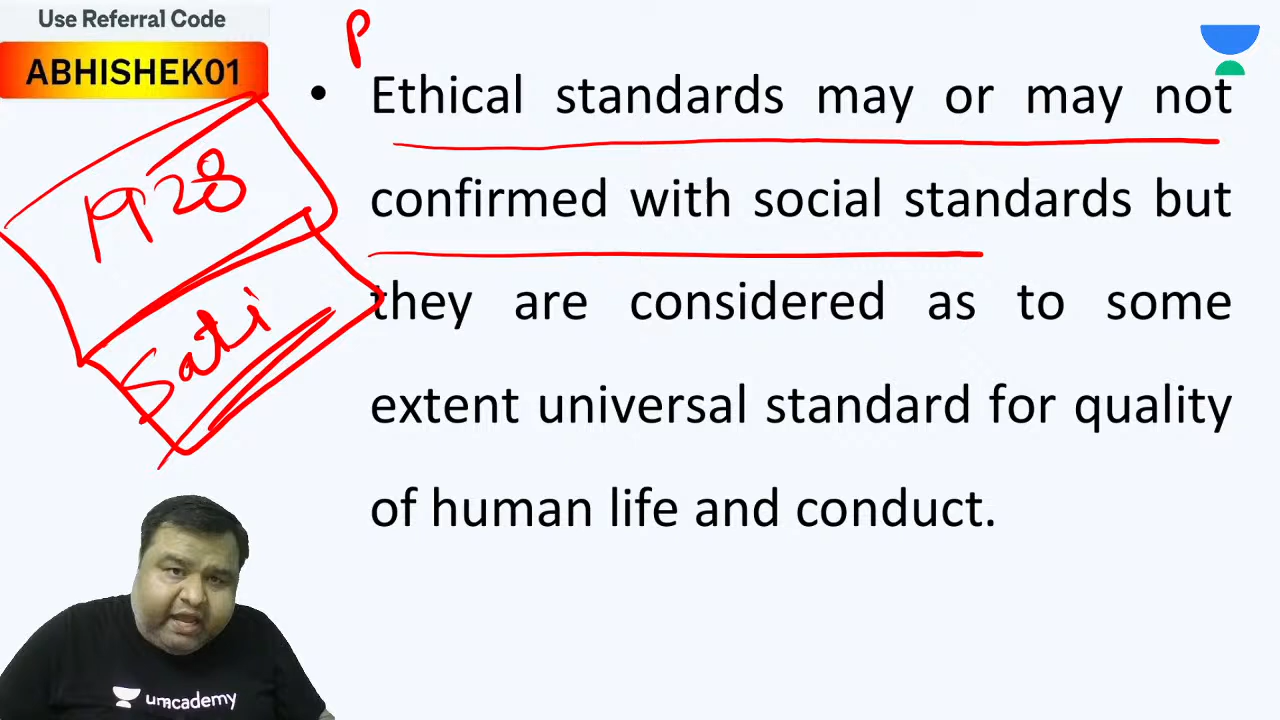 Use Referral Code
ABHISHEK01
P
• Ethical standards may or may not
confirmed with social standards but
they are considered as to some
extent universal standard for quality
of human life and conduct.
1928
Sati
unacademy